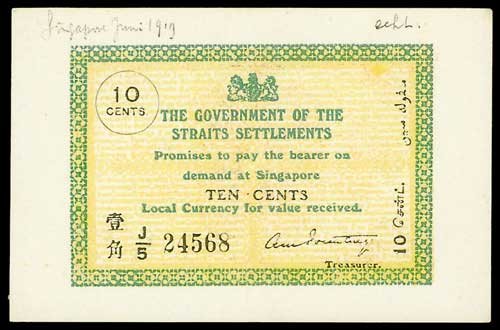 Singapore Juni 1919
echt.
10
CENTS
THE GOVERNMENT OF THE
STRAITS SETTLEMENTS
Promises to pay the bearer on
demand at Singapore
TEN CENTS
Local Currency for value received.
壹
角
J/5 24568
Treasurer.
10